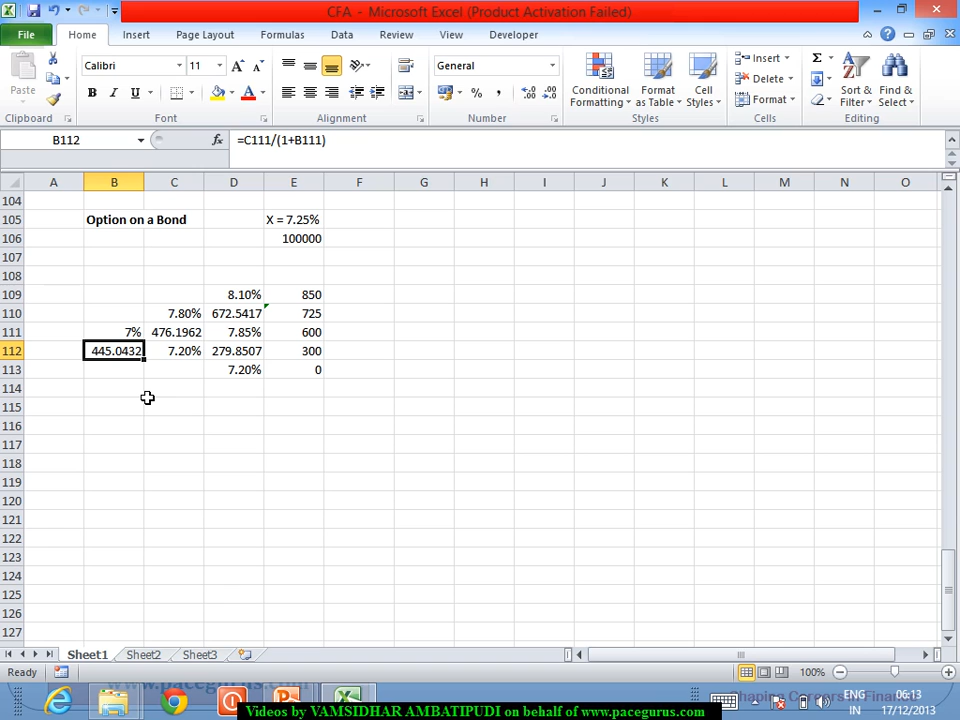 CFA - Microsoft Excel (Product Activation Failed)
File Home Insert Page Layout Formulas Data Review View Developer
Paste
Calibri 11
General
Conditional Formatting
Format as Table
Cell Styles
Insert
Delete
Format
Sort & Filter
Find & Select
Clipboard Font Alignment Number Styles Cells Editing
B112 fx =C111/(1+B111)
A B C D E F G H I J K L M N O
104
105 Option on a Bond X = 7.25%
106 100000
107
108
109 8.10% 850
110 7.80% 672.5417 725
111 7% 476.1962 7.85% 600
112 445.0432 7.20% 279.8507 300
113 7.20% 0
114
115
116
117
118
119
120
121
122
123
124
125
126
127
Sheet1 Sheet2 Sheet3
Ready 100%
www.pacegurus.com
ENG 06:13
IN 17/12/2013
Videos by VAMSIDHAR AMBATIPUDI on behalf of www.pacegurus.com